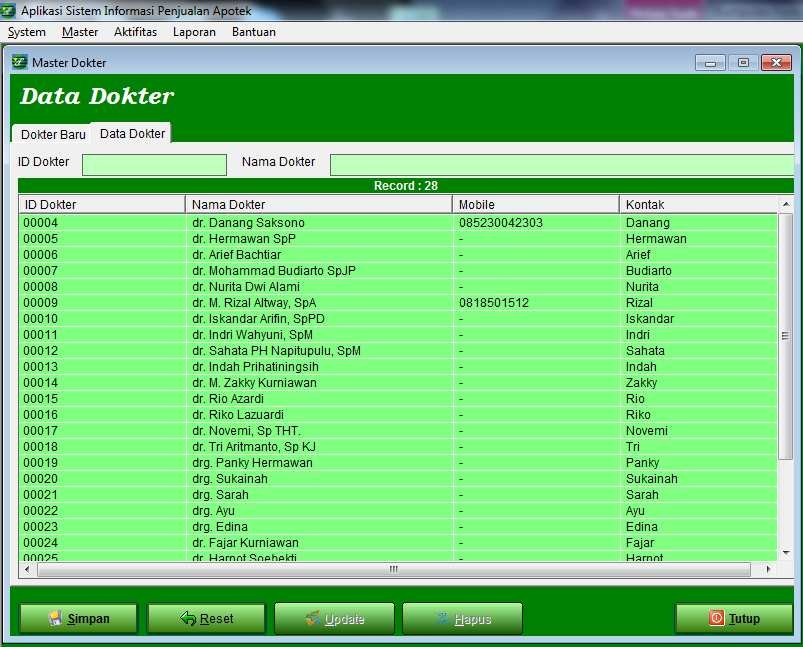 Aplikasi Sistem Informasi Penjualan Apotek
System Master Aktifitas Laporan Bantuan
Master Dokter
Data Dokter
Dokter Baru Data Dokter
ID Dokter Nama Dokter
Record : 28
ID Dokter Nama Dokter Mobile Kontak
00004 dr. Danang Saksono 085230042303 Danang
00005 dr. Hermawan SpP - Hermawan
00006 dr. Arief Bachtiar - Arief
00007 dr. Mohammad Budiarto SpJP - Budiarto
00008 dr. Nurita Dwi Alami - Nurita
00009 dr. M. Rizal Altway, SpA 0818501512 Rizal
00010 dr. Iskandar Arifin, SpPD - Iskandar
00011 dr. Indri Wahyuni, SpM - Indri
00012 dr. Sahata PH Napitupulu, SpM - Sahata
00013 dr. Indah Prihatiningsih - Indah
00014 dr. M. Zakky Kurniawan - Zakky
00015 dr. Rio Azardi - Rio
00016 dr. Riko Lazuardi - Riko
00017 dr. Novemi, Sp THT. - Novemi
00018 dr. Tri Aritmanto, Sp KJ - Tri
00019 drg. Panky Hermawan - Panky
00020 drg. Sukainah - Sukainah
00021 drg. Sarah - Sarah
00022 drg. Ayu - Ayu
00023 drg. Edina - Edina
00024 dr. Fajar Kurniawan - Fajar
00025 dr. Harnot Soebekti - Harnot
Simpan Reset Update Hapus Tutup